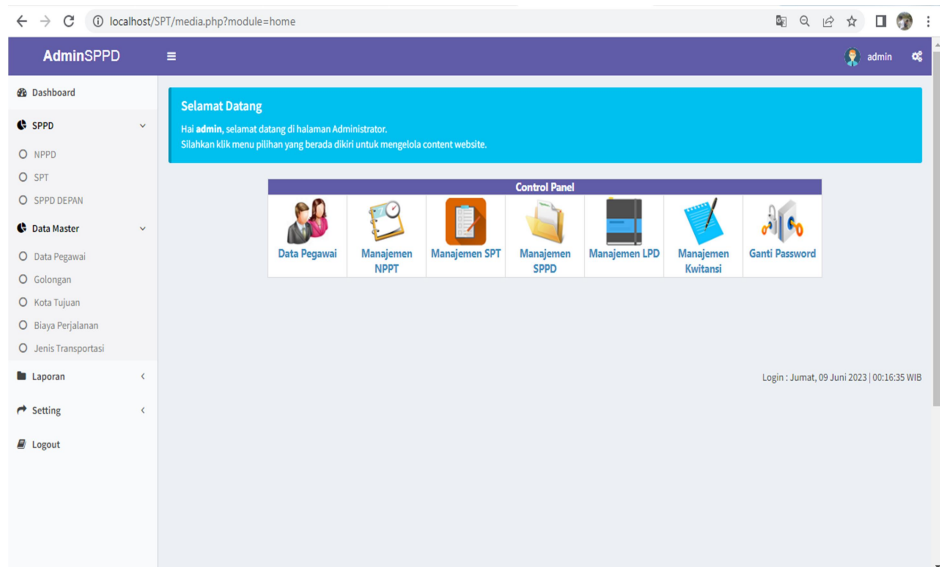 localhost/SPT/media.php?module=home
AdminSPPD
admin
Dashboard
SPPD
NPPD
SPT
SPPD DEPAN
Data Master
Data Pegawai
Golongan
Kota Tujuan
Biaya Perjalanan
Jenis Transportasi
Laporan
Setting
Logout
Selamat Datang
Hai admin, selamat datang di halaman Administrator.
Silahkan klik menu pilihan yang berada dikiri untuk mengelola content website.
Control Panel
Data Pegawai
Manajemen
NPPT
Manajemen SPT
Manajemen
SPPD
Manajemen LPD
Manajemen
Kwitansi
Ganti Password
Login : Jumat, 09 Juni 2023 | 00:16:35 WIB